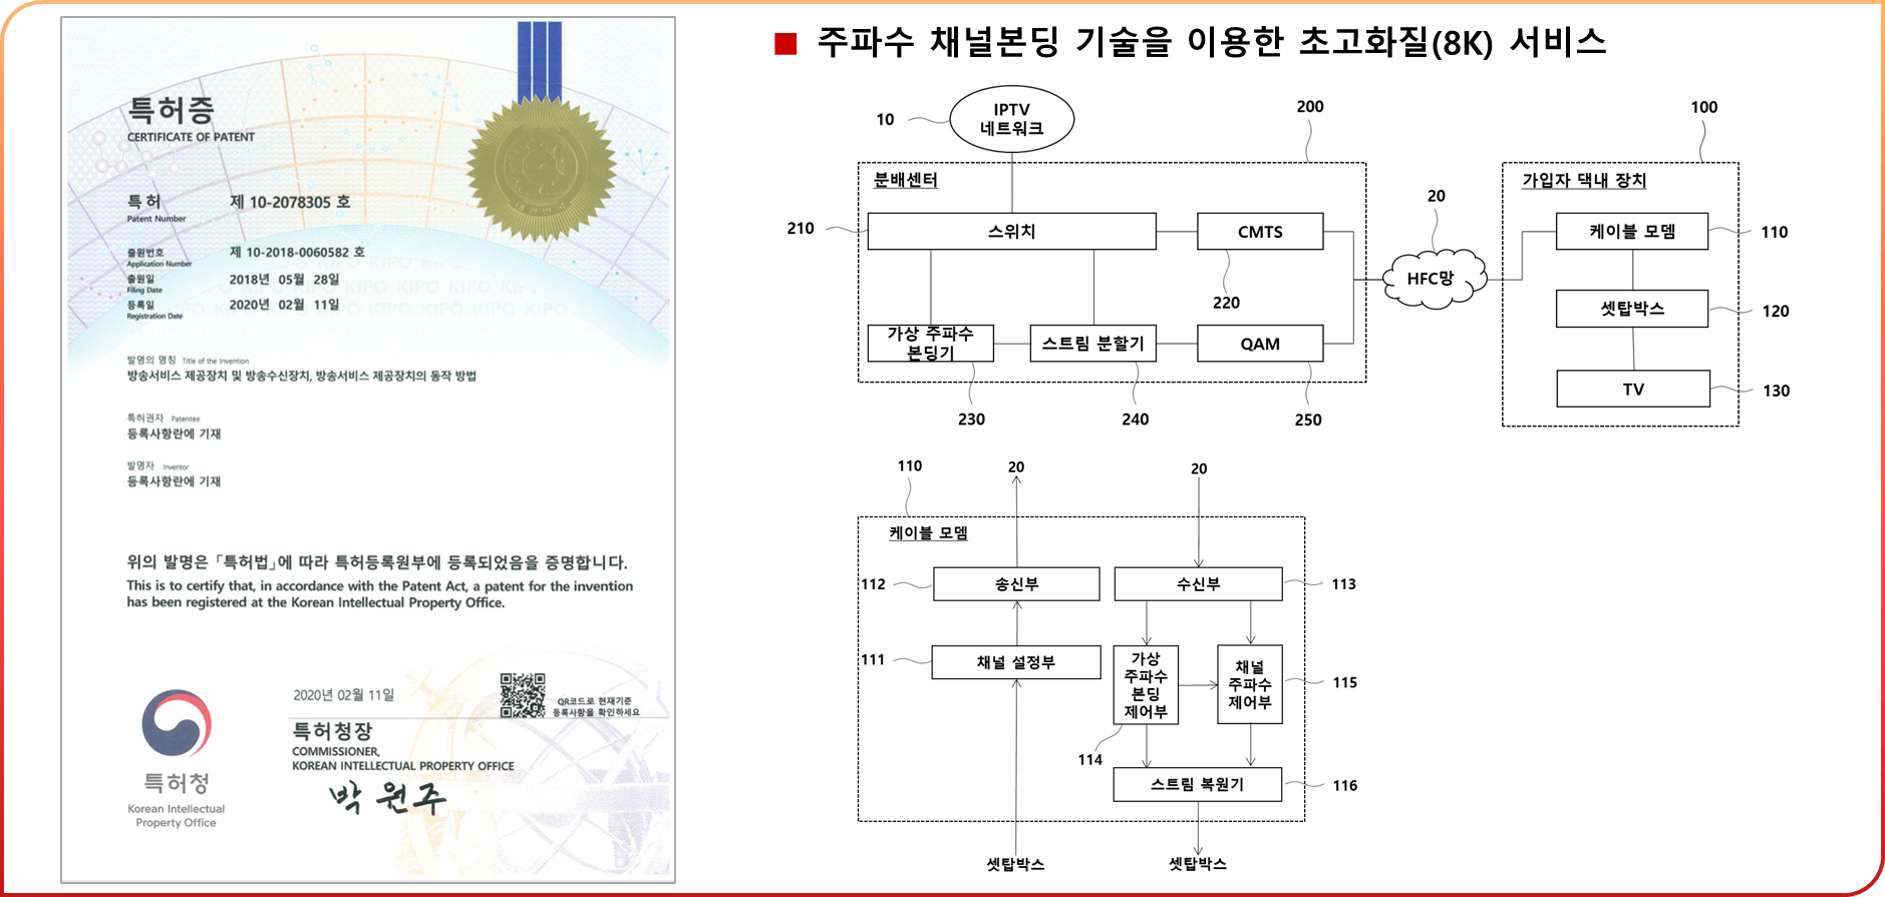 특허증
CERTIFICATE OF PATENT
특허
Patent Number
제 10-2078305 호
출원번호
Application Number
제 10-2018-0060582 호
출원일
Filing Date
2018년 05월 28일
등록일
Registration Date
2020년 02월 11일
발명의 명칭 Title of the Invention
방송서비스 제공장치 및 방송수신장치, 방송서비스 제공장치의 동작 방법
특허권자 Patentee
등록사항란에 기재
발명자 Inventor
등록사항란에 기재
위의 발명은 「특허법」에 따라 특허등록원부에 등록되었음을 증명합니다.
This is to certify that, in accordance with the Patent Act, a patent for the invention
has been registered at the Korean Intellectual Property Office.
2020년 02월 11일
QR코드로 현재기준
등록사항을 확인하세요
특허청장
COMMISSIONER,
KOREAN INTELLECTUAL PROPERTY OFFICE
박원주
특허청
Korean Intellectual
Property Office
■ 주파수 채널본딩 기술을 이용한 초고화질(8K) 서비스
10
IPTV
네트워크
200
100
분배센터
가입자 댁내 장치
210
스위치
CMTS
220
20
HFC망
케이블 모뎀
110
셋탑박스
120
TV
130
가상 주파수
본딩기
스트림 분할기
QAM
230
240
250
110
20
20
케이블 모뎀
112
송신부
수신부
113
111
채널 설정부
가상
주파수
본딩
제어부
채널
주파수
제어부
115
114
스트림 복원기
116
셋탑박스
셋탑박스